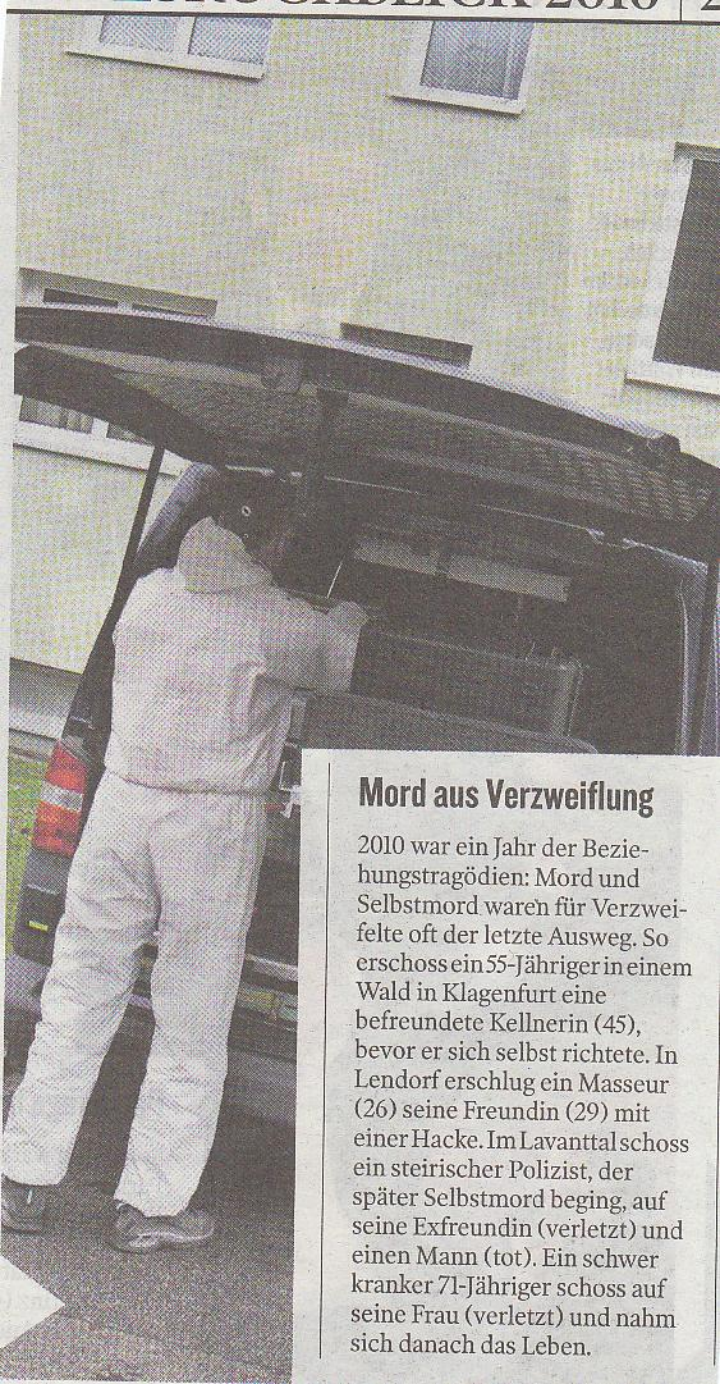 2010
Mord aus Verzweiflung
2010 war ein Jahr der Bezie-
hungstragödien: Mord und
Selbstmord waren für Verzwei-
felte oft der letzte Ausweg. So
erschoss ein 55-Jähriger in einem
Wald in Klagenfurt eine
befreundete Kellnerin (45),
bevor er sich selbst richtete. In
Lendorf erschlug ein Masseur
(26) seine Freundin (29) mit
einer Hacke. Im Lavanttal schoss
ein steirischer Polizist, der
später Selbstmord beging, auf
seine Exfreundin (verletzt) und
einen Mann (tot). Ein schwer
kranker 71-Jähriger schoss auf
seine Frau (verletzt) und nahm
sich danach das Leben.